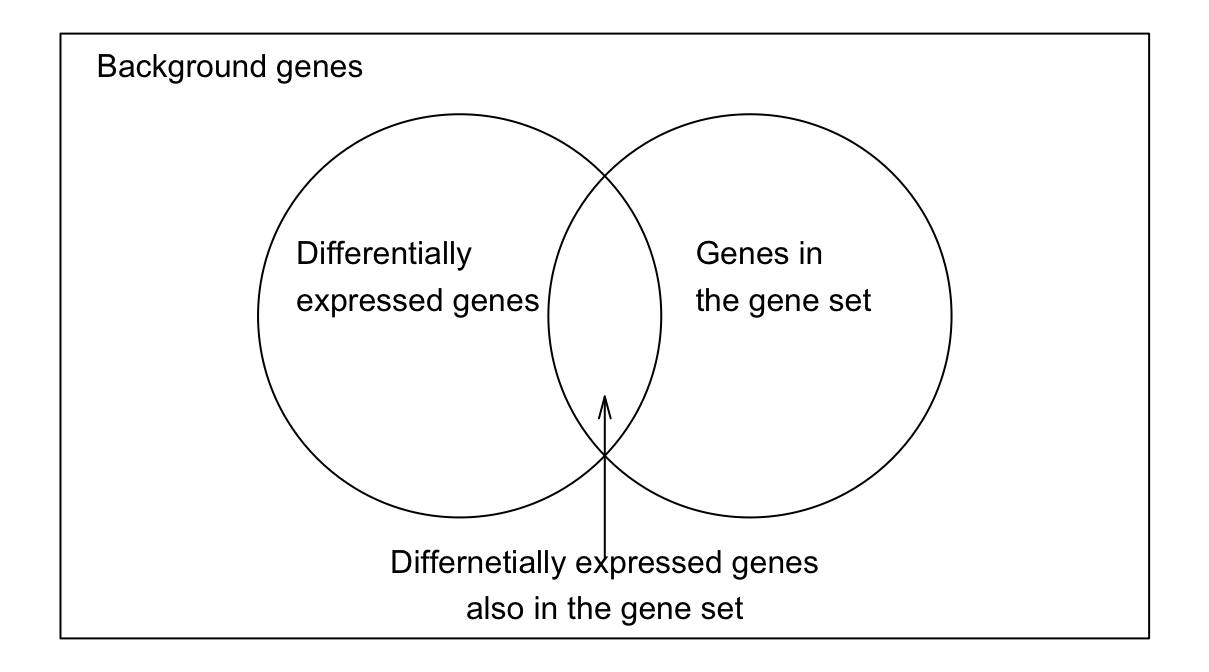 Background genes
Differentially
expressed genes
Genes in
the gene set
Differnetially expressed genes
also in the gene set